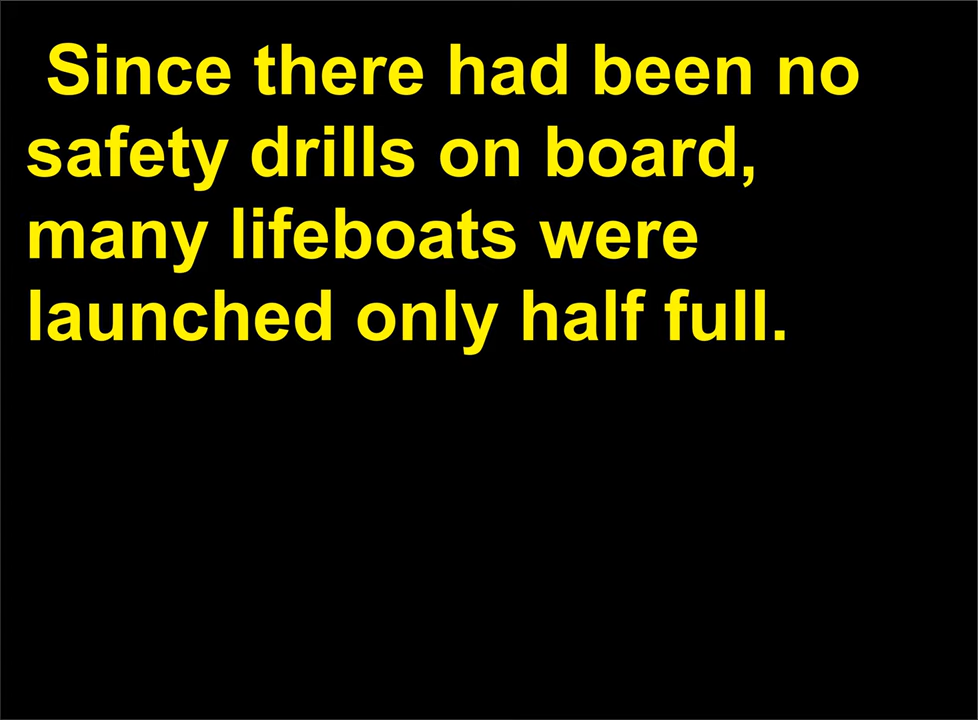 Since there had been no
safety drills on board,
many lifeboats were
launched only half full.